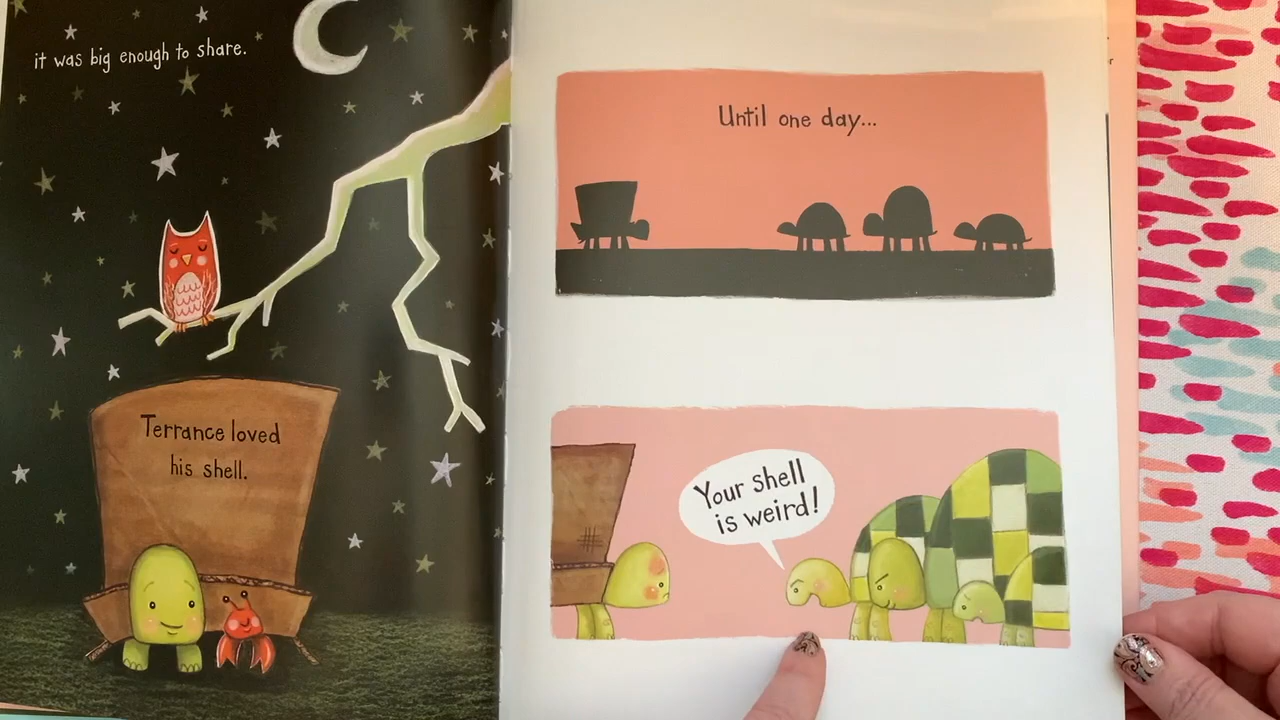 it was big enough to share.
Terrance loved
his shell.
Until one day...
Your shell
is weird!